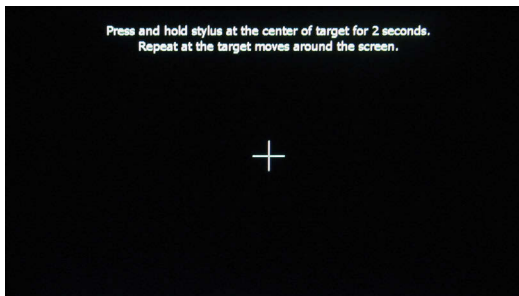 Press and hold stylus at the center of target for 2 seconds.
Repeat at the target moves around the screen.